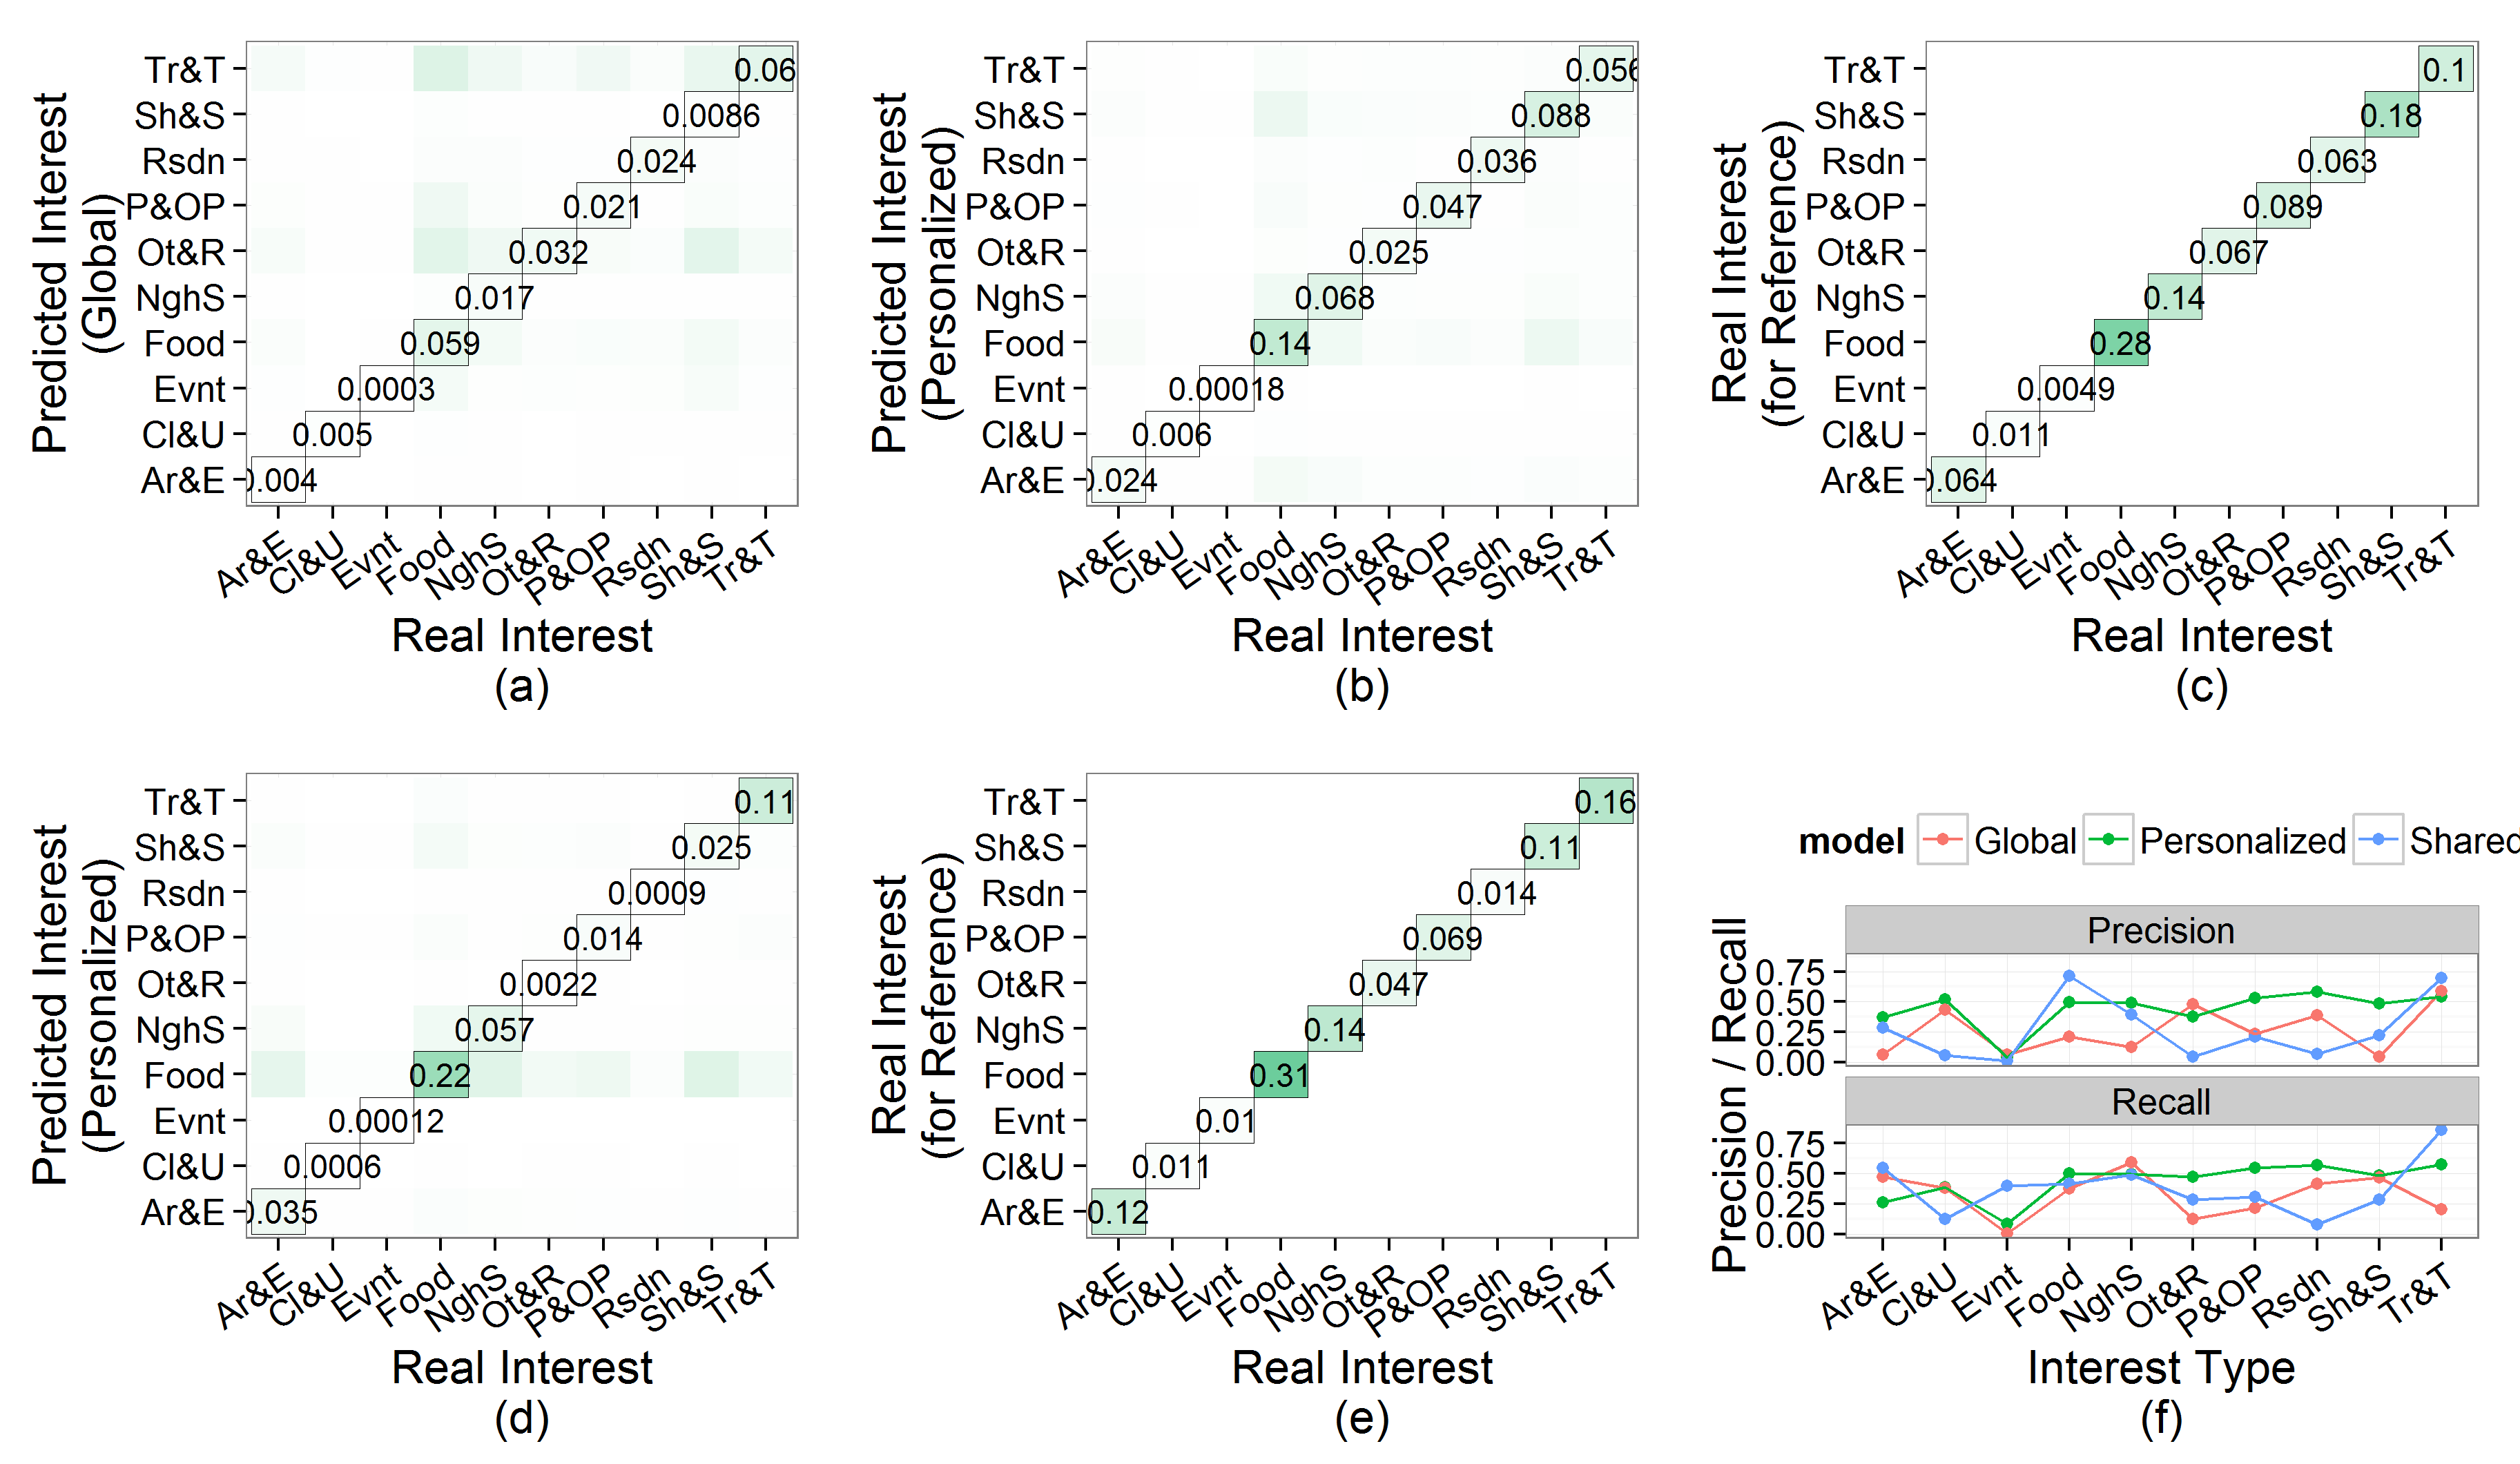 Predicted Interest
(Global)
Tr&T
Sh&S
Rsdn
P&OP
Ot&R
NghS
Food
Evnt
Cl&U
Ar&E
0.06
0.0086
0.024
0.021
0.032
0.017
0.059
0.0003
0.005
0.004
Ar&E
Cl&U
Evnt
Food
NghS
Ot&R
P&OP
Rsdn
Sh&S
Tr&T
Real Interest
(a)
Predicted Interest
(Personalized)
Tr&T
Sh&S
Rsdn
P&OP
Ot&R
NghS
Food
Evnt
Cl&U
Ar&E
0.056
0.088
0.036
0.047
0.025
0.068
0.14
0.00018
0.006
0.024
Ar&E
Cl&U
Evnt
Food
NghS
Ot&R
P&OP
Rsdn
Sh&S
Tr&T
Real Interest
(b)
Real Interest
(for Reference)
Tr&T
Sh&S
Rsdn
P&OP
Ot&R
NghS
Food
Evnt
Cl&U
Ar&E
0.1
0.18
0.063
0.089
0.067
0.14
0.28
0.0049
0.011
0.064
Ar&E
Cl&U
Evnt
Food
NghS
Ot&R
P&OP
Rsdn
Sh&S
Tr&T
Real Interest
(c)
Predicted Interest
(Personalized)
Tr&T
Sh&S
Rsdn
P&OP
Ot&R
NghS
Food
Evnt
Cl&U
Ar&E
0.11
0.025
0.0009
0.014
0.0022
0.057
0.22
0.00012
0.0006
0.035
Ar&E
Cl&U
Evnt
Food
NghS
Ot&R
P&OP
Rsdn
Sh&S
Tr&T
Real Interest
(d)
Real Interest
(for Reference)
Tr&T
Sh&S
Rsdn
P&OP
Ot&R
NghS
Food
Evnt
Cl&U
Ar&E
0.16
0.11
0.014
0.069
0.047
0.14
0.31
0.01
0.011
0.12
Ar&E
Cl&U
Evnt
Food
NghS
Ot&R
P&OP
Rsdn
Sh&S
Tr&T
Real Interest
(e)
model Global Personalized Shared
Precision / Recall
Precision
0.75
0.50
0.25
0.00
Recall
0.75
0.50
0.25
0.00
Ar&E
Cl&U
Evnt
Food
NghS
Ot&R
P&OP
Rsdn
Sh&S
Tr&T
Interest Type
(f)